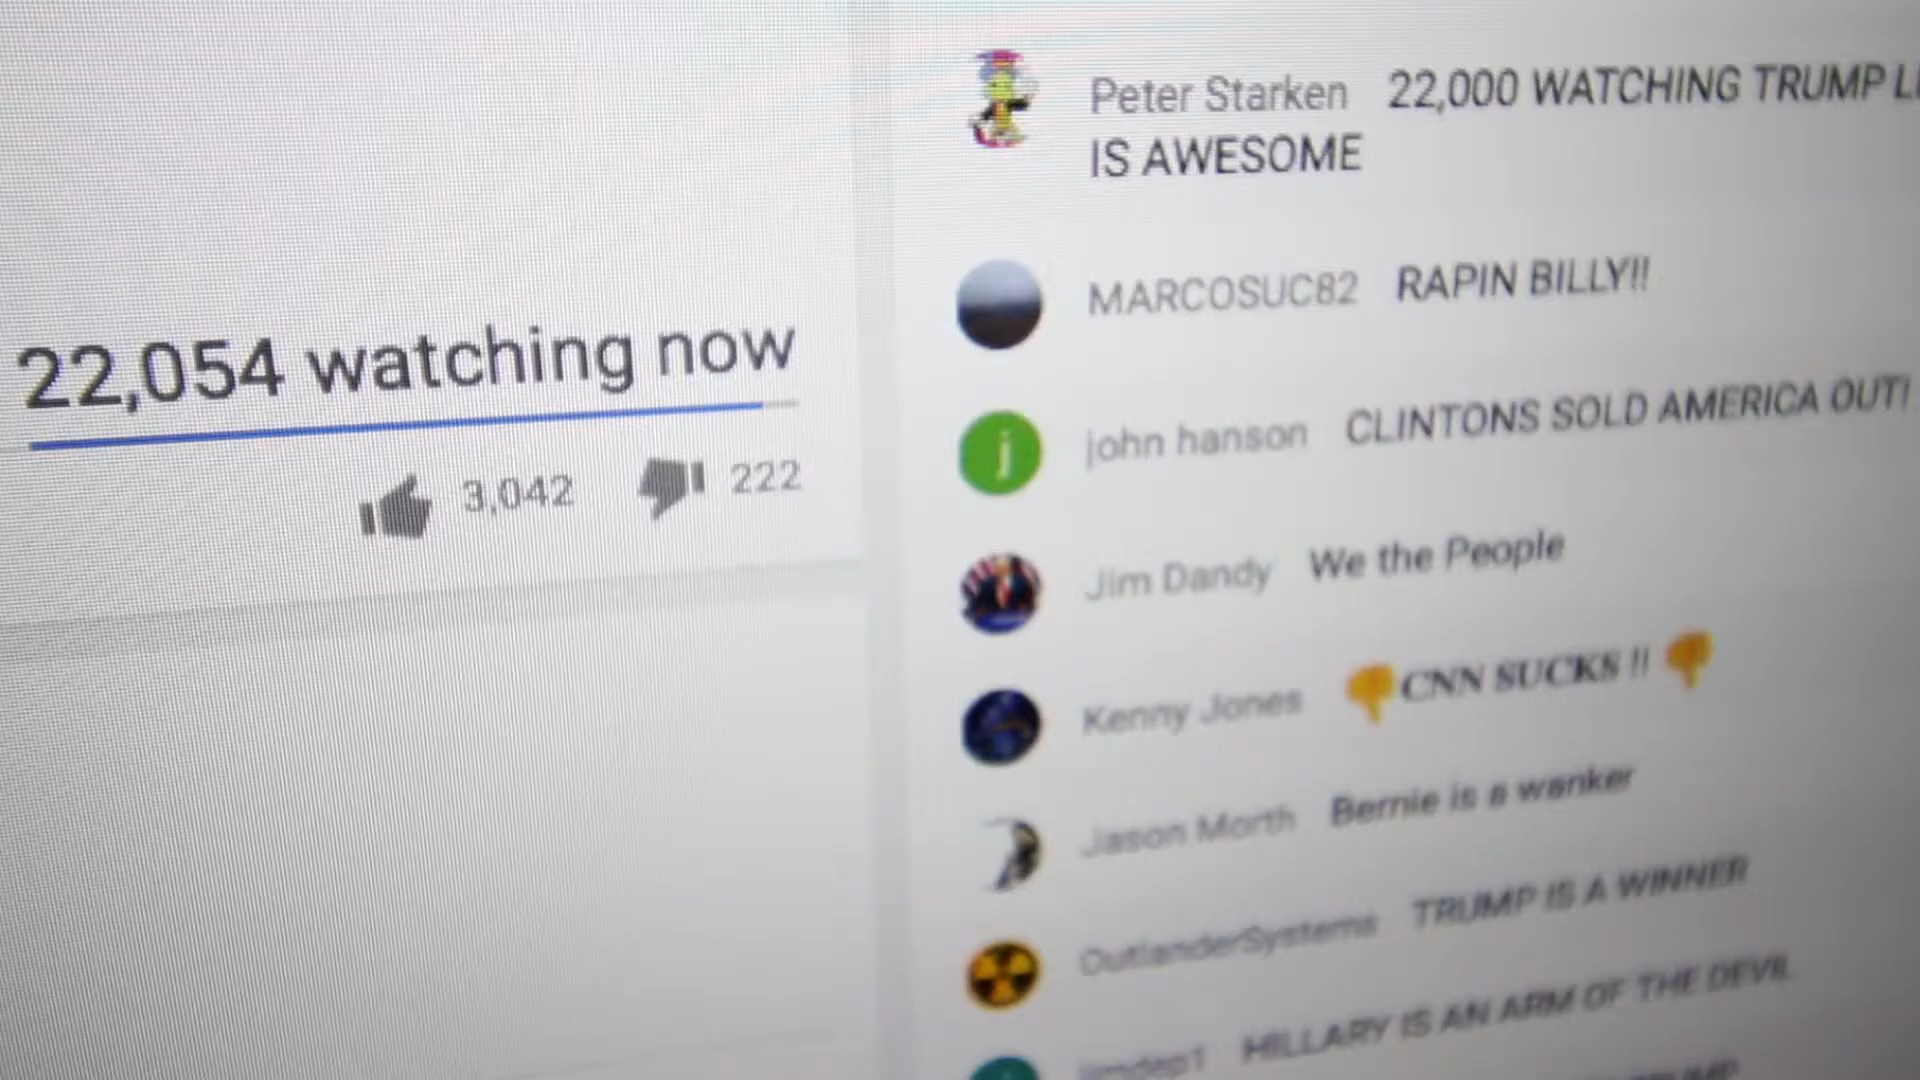 22,054 watching now
3,042 222
Peter Starken 22,000 WATCHING TRUMP
IS AWESOME
MARCOSUC82 RAPIN BILLY!!
john hanson CLINTONS SOLD AMERICA OUT!
j
Jim Dandy We the People
Kenny Jones 👎CNN SUCKS !!👎
Jason Morth Bernie is a wanker
OutlanderSystems TRUMP IS A WINNER
HILLARY IS AN ARM OF THE DEVIL
TRUMP